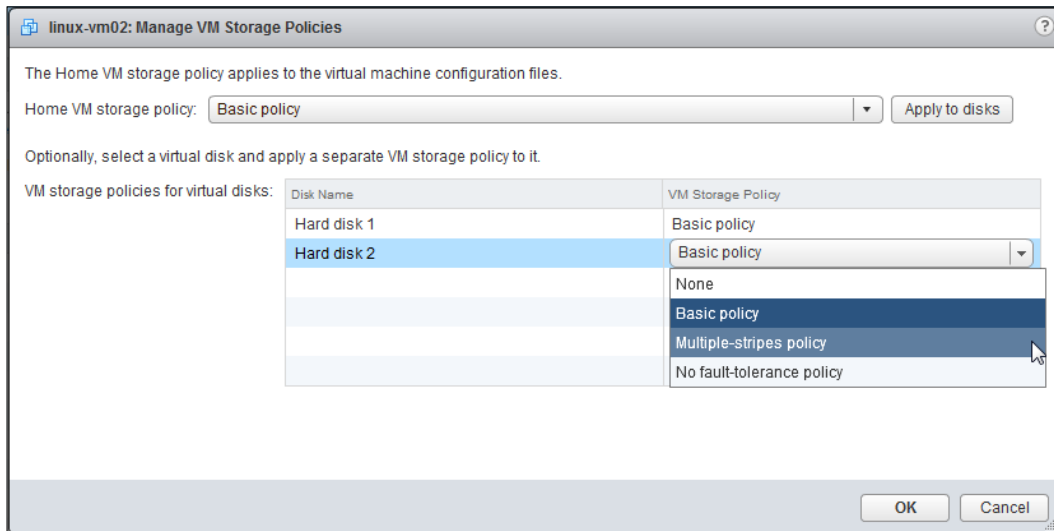 linux-vm02: Manage VM Storage Policies
?
The Home VM storage policy applies to the virtual machine configuration files.
Home VM storage policy: Basic policy Apply to disks
Optionally, select a virtual disk and apply a separate VM storage policy to it.
VM storage policies for virtual disks: Disk Name VM Storage Policy
Hard disk 1 Basic policy
Hard disk 2 Basic policy
None
Basic policy
Multiple-stripes policy
No fault-tolerance policy
OK Cancel